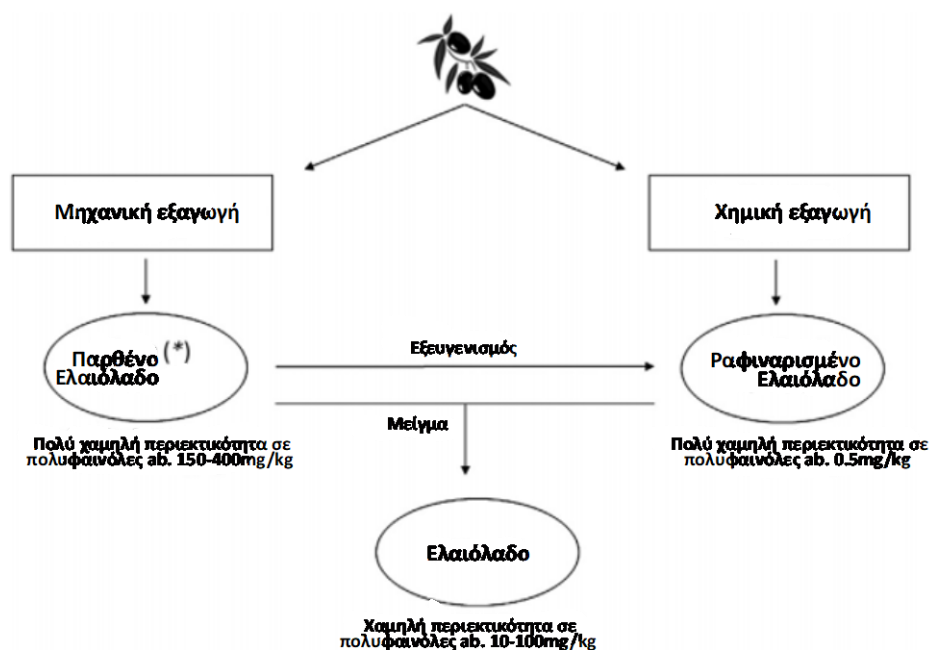 Μηχανική εξαγωγή
Χημική εξαγωγή
Παρθένο (*)
Ελαιόλαδο
Εξευγενισμός
Ραφιναρισμένο
Ελαιόλαδο
Πολύ χαμηλή περιεκτικότητα σε
πολυφαινόλες ab. 150-400mg/kg
Μείγμα
Πολύ χαμηλή περιεκτικότητα σε
πολυφαινόλες ab. 0.5mg/kg
Ελαιόλαδο
Χαμηλή περιεκτικότητα σε
πολυφαινόλες ab. 10-100mg/kg